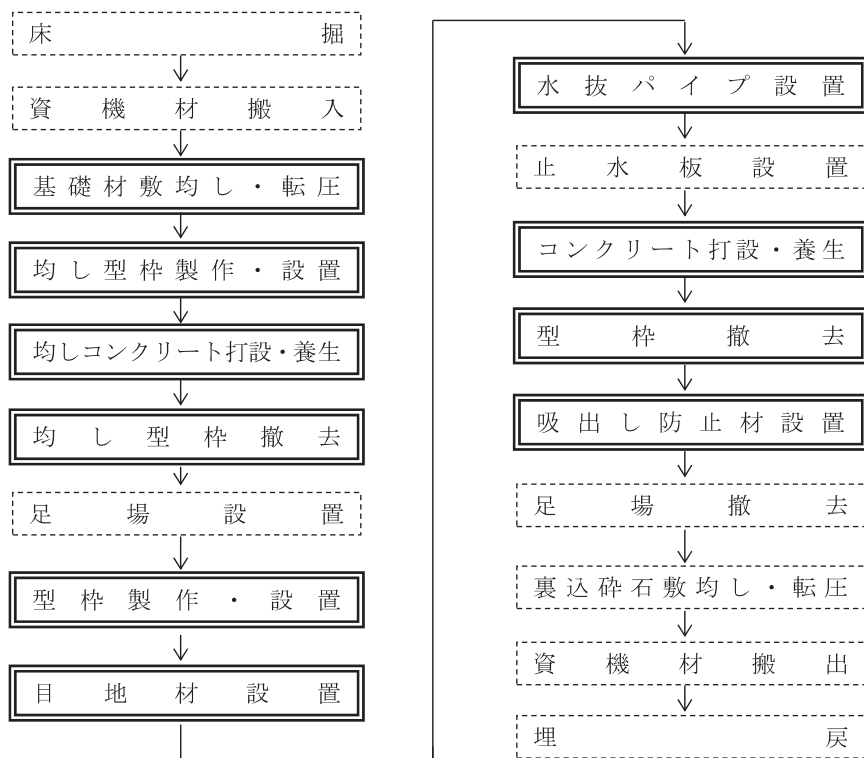 床掘
資機材搬入
基礎材敷均し・転圧
均し型枠製作・設置
均しコンクリート打設・養生
均し型枠撤去
足場設置
型枠製作・設置
目地材設置
水抜パイプ設置
止水板設置
コンクリート打設・養生
型枠撤去
吸出し防止材設置
足場撤去
裏込砕石敷均し・転圧
資機材搬出
埋戻